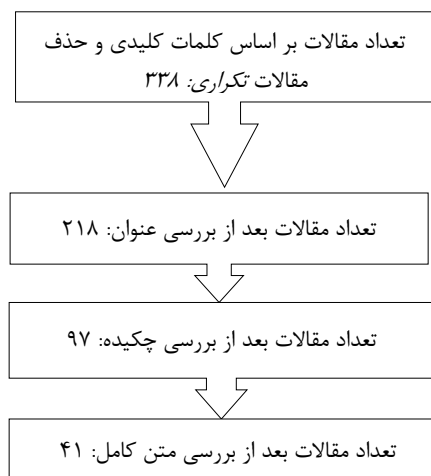 تعداد مقالات بر اساس کلمات کلیدی و حذف
مقالات تکراری: ۳۳۸
تعداد مقالات بعد از بررسی عنوان: ۲۱۸
تعداد مقالات بعد از بررسی چکیده: ۹۷
تعداد مقالات بعد از بررسی متن کامل: ۴۱